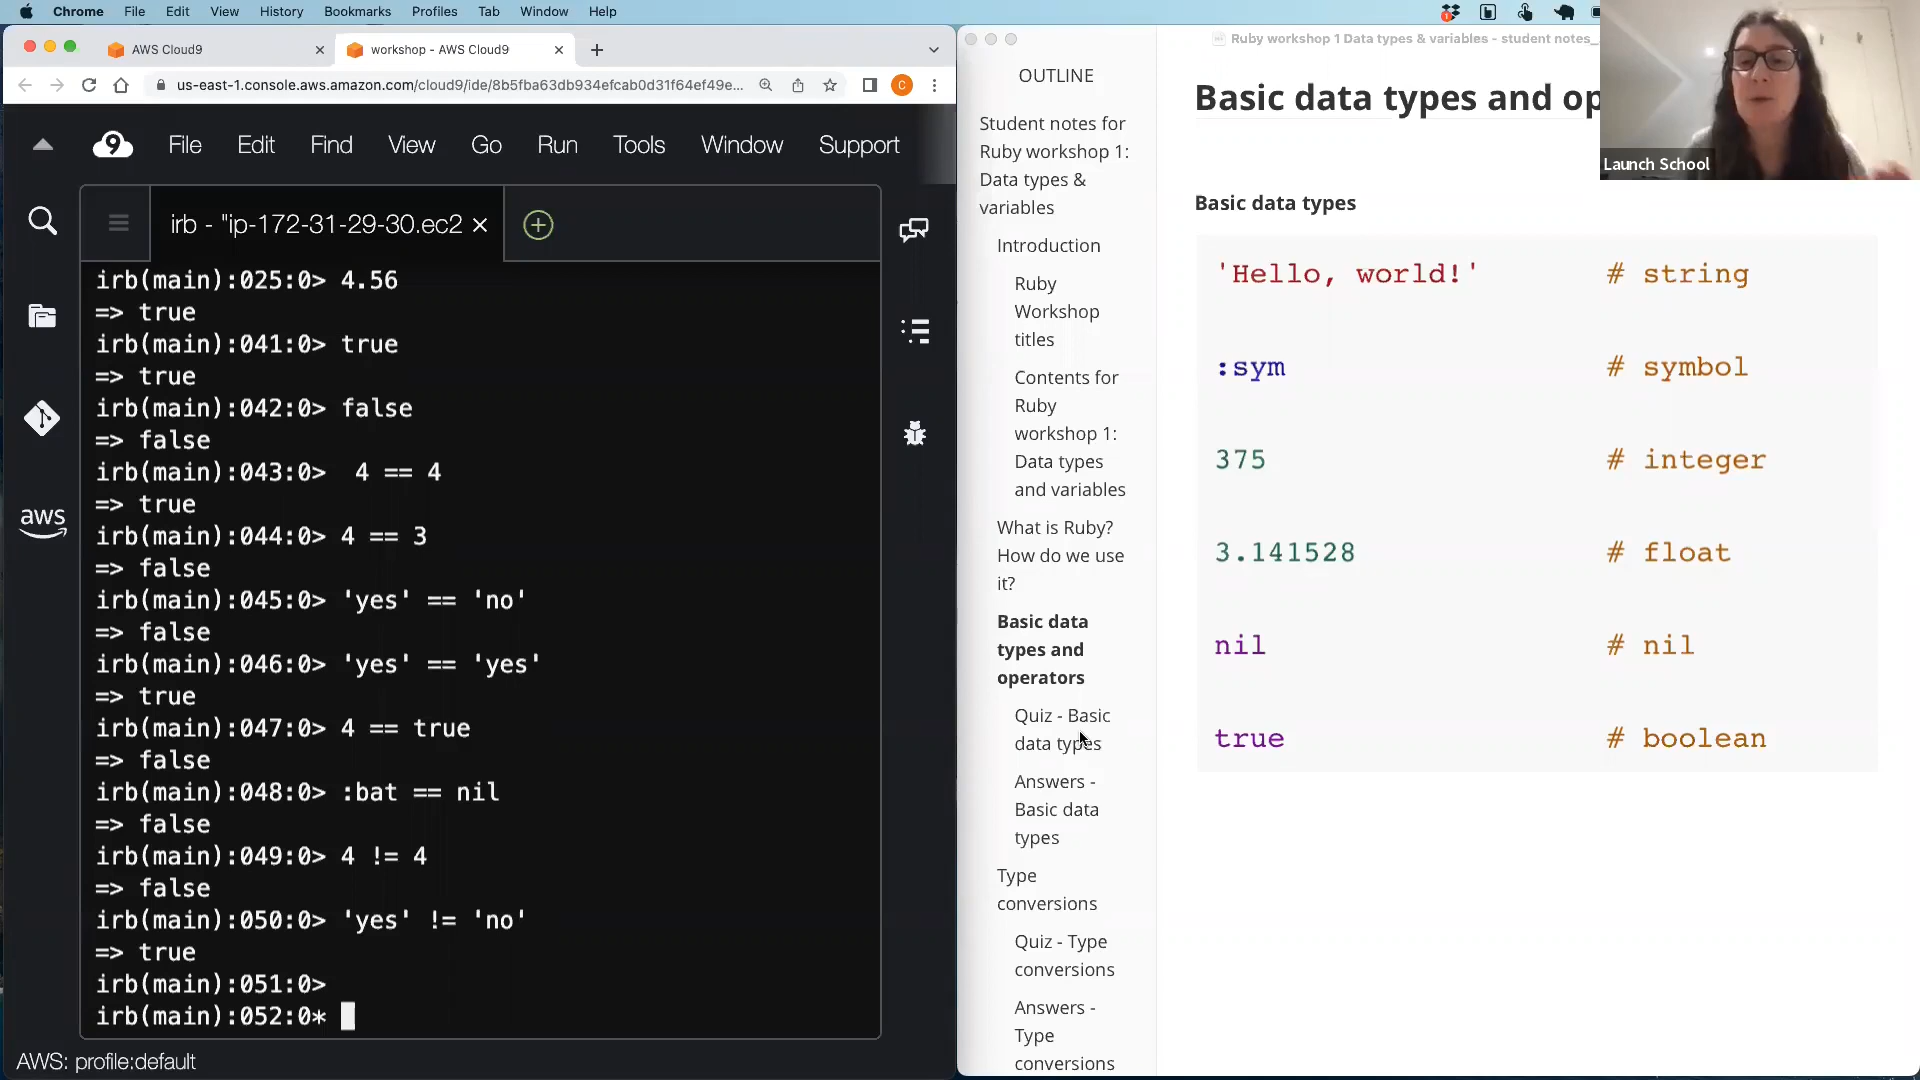 Chrome File Edit View History Bookmarks Profiles Tab Window Help
AWS Cloud9
workshop - AWS Cloud9
us-east-1.console.aws.amazon.com/cloud9/ide/8b5fba63db934efcab0d31f64ef49e...
C
9 File Edit Find View Go Run Tools Window Support
irb - "ip-172-31-29-30.ec2
aws
irb(main):025:0> 4.56
=> true
irb(main):041:0> true
=> true
irb(main):042:0> false
=> false
irb(main):043:0>  4 == 4
=> true
irb(main):044:0> 4 == 3
=> false
irb(main):045:0> 'yes' == 'no'
=> false
irb(main):046:0> 'yes' == 'yes'
=> true
irb(main):047:0> 4 == true
=> false
irb(main):048:0> :bat == nil
=> false
irb(main):049:0> 4 != 4
=> false
irb(main):050:0> 'yes' != 'no'
=> true
irb(main):051:0>
irb(main):052:0*
AWS: profile:default
Ruby workshop 1 Data types & variables - student notes_
OUTLINE
Student notes for
Ruby workshop 1:
Data types &
variables
Introduction
Ruby
Workshop
titles
Contents for
Ruby
workshop 1:
Data types
and variables
What is Ruby?
How do we use
it?
Basic data
types and
operators
Quiz - Basic
data types
Answers -
Basic data
types
Type
conversions
Quiz - Type
conversions
Answers -
Type
conversions
Basic data types and op
Basic data types
'Hello, world!' # string
:sym # symbol
375 # integer
3.141528 # float
nil # nil
true # boolean
Launch School